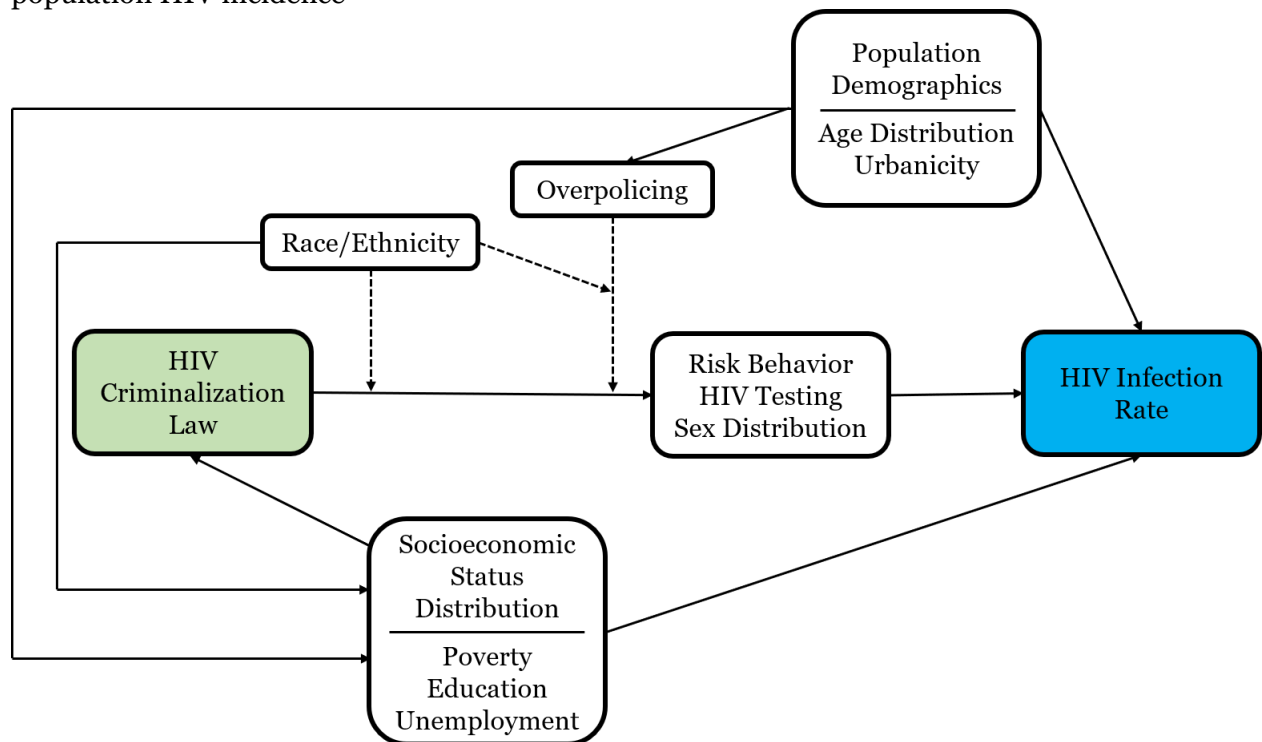 population HIV incidence
Population
Demographics
Age Distribution
Urbanicity
Overpolicing
Race/Ethnicity
HIV
Criminalization
Law
Risk Behavior
HIV Testing
Sex Distribution
HIV Infection
Rate
Socioeconomic
Status
Distribution
Poverty
Education
Unemployment